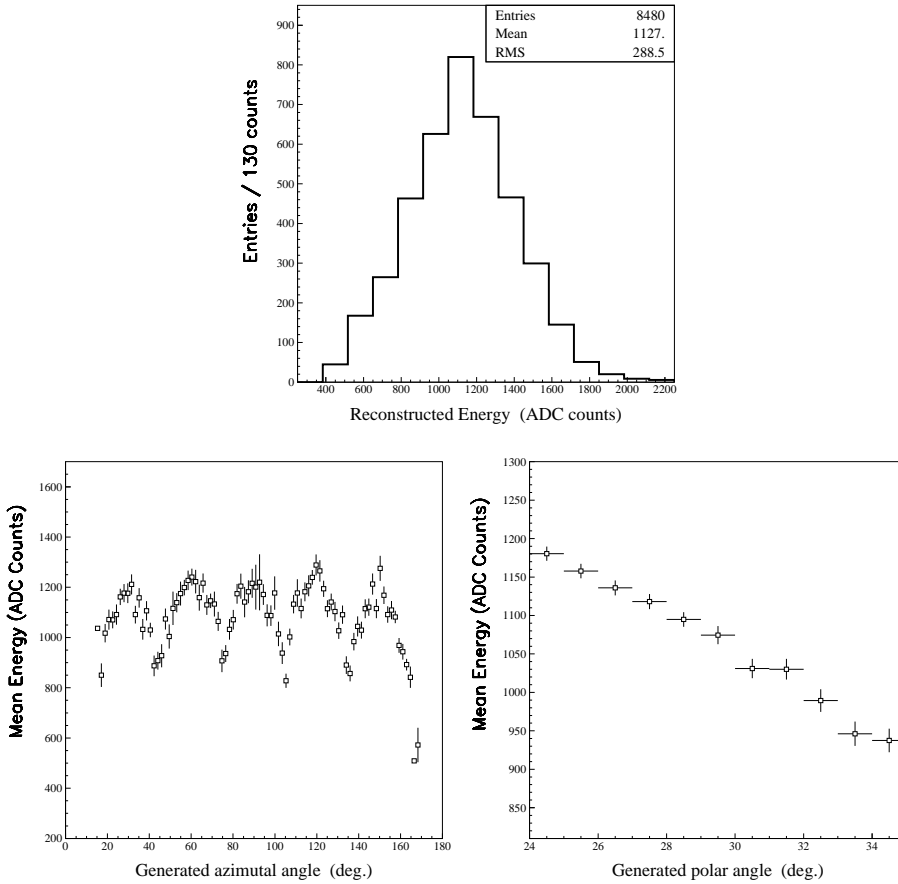 Entries 8480
Mean 1127.
RMS 288.5
Entries / 130 counts
900
800
700
600
500
400
300
200
100
0
400 600 800 1000 1200 1400 1600 1800 2000 2200
Reconstructed Energy (ADC counts)
Mean Energy (ADC Counts)
1600
1400
1200
1000
800
600
400
200
0 20 40 60 80 100 120 140 160 180
Generated azimutal angle (deg.)
Mean Energy (ADC Counts)
1300
1250
1200
1150
1100
1050
1000
950
900
850
24 26 28 30 32 34
Generated polar angle (deg.)